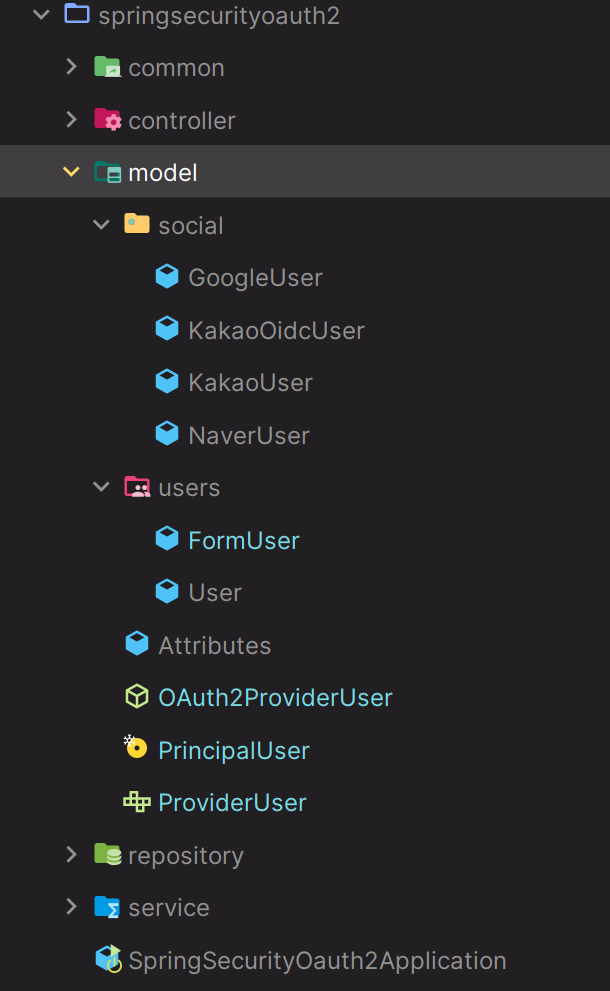 springsecurityoauth2
common
controller
model
social
GoogleUser
KakaoOidcUser
KakaoUser
NaverUser
users
FormUser
User
Attributes
OAuth2ProviderUser
PrincipalUser
ProviderUser
repository
service
SpringSecurityOauth2Application